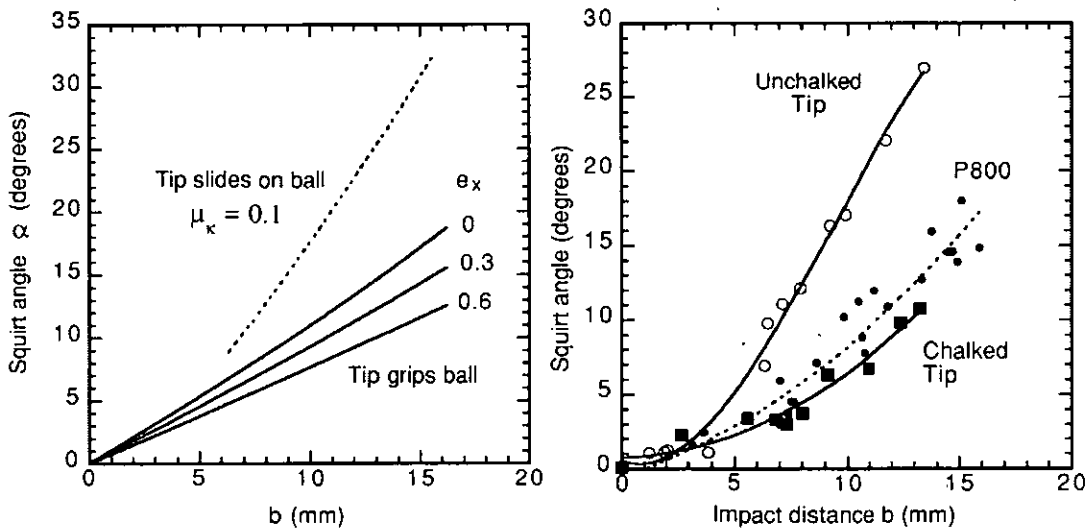 35
30
25
20
15
10
5
0
0
5
10
15
20
Squirt angle Ω (degrees)
b (mm)
Tip slides on ball
μκ = 0.1
ex
0
0.3
0.6
Tip grips ball
30
25
20
15
10
5
0
0
5
10
15
20
Squirt angle (degrees)
Impact distance b (mm)
Unchalked
Tip
P800
Chalked
Tip